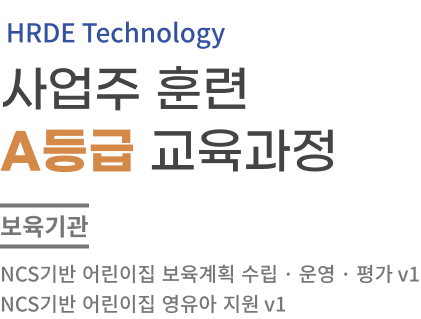 HRDE Technology
사업주 훈련
A등급 교육과정
보육기관
NCS기반 어린이집 보육계획 수립 · 운영 · 평가 v1
NCS기반 어린이집 영유아 지원 v1